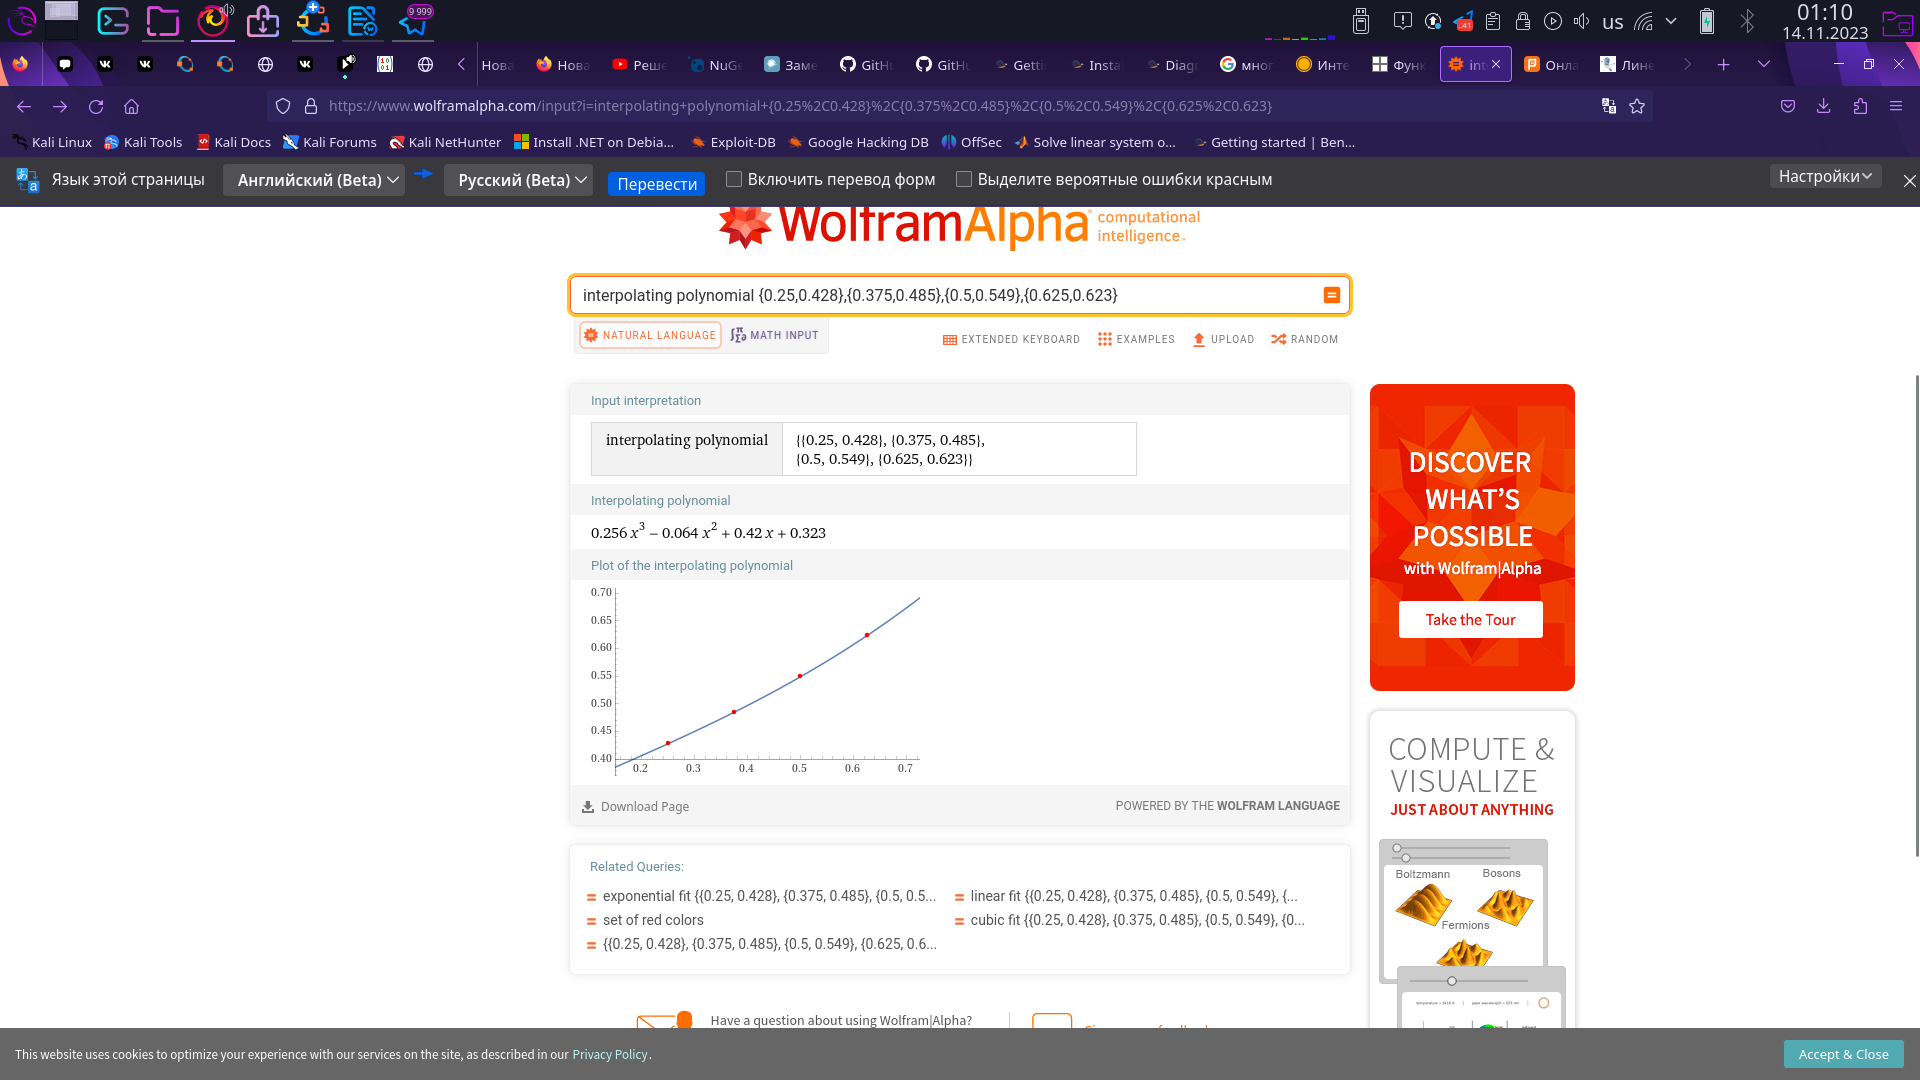 9 999
-41
us
01:10
14.11.2023
Нова
Нова
Реше
NuGe
Заме
GitHu
GitHu
Getti
Insta
Diag
мног
Инте
Функ
int
Онла
Лине
https://www.wolframalpha.com/input?i=interpolating+polynomial+{0.25%2C0.428}%2C{0.375%2C0.485}%2C{0.5%2C0.549}%2C{0.625%2C0.623}
Kali Linux Kali Tools Kali Docs Kali Forums Kali NetHunter Install .NET on Debia... Exploit-DB Google Hacking DB OffSec Solve linear system o... Getting started | Ben...
Язык этой страницы Английский (Beta) Русский (Beta) Перевести Включить перевод форм Выделите вероятные ошибки красным Настройки
WolframAlpha computational
intelligence
interpolating polynomial {0.25,0.428},{0.375,0.485},{0.5,0.549},{0.625,0.623}
NATURAL LANGUAGE MATH INPUT EXTENDED KEYBOARD EXAMPLES UPLOAD RANDOM
Input interpretation
interpolating polynomial {{0.25, 0.428}, {0.375, 0.485},
{0.5, 0.549}, {0.625, 0.623}}
Interpolating polynomial
0.256 x^3 − 0.064 x^2 + 0.42 x + 0.323
Plot of the interpolating polynomial
0.70
0.65
0.60
0.55
0.50
0.45
0.40
0.2 0.3 0.4 0.5 0.6 0.7
Download Page POWERED BY THE WOLFRAM LANGUAGE
Related Queries:
exponential fit {{0.25, 0.428}, {0.375, 0.485}, {0.5, 0.5...
linear fit {{0.25, 0.428}, {0.375, 0.485}, {0.5, 0.549}, {...
set of red colors
cubic fit {{0.25, 0.428}, {0.375, 0.485}, {0.5, 0.549}, {0...
{{0.25, 0.428}, {0.375, 0.485}, {0.5, 0.549}, {0.625, 0.6...
Have a question about using Wolfram|Alpha?
DISCOVER
WHAT'S
POSSIBLE
with Wolfram|Alpha
Take the Tour
COMPUTE &
VISUALIZE
JUST ABOUT ANYTHING
Boltzmann
Bosons
Fermions
This website uses cookies to optimize your experience with our services on the site, as described in our Privacy Policy.
Accept & Close